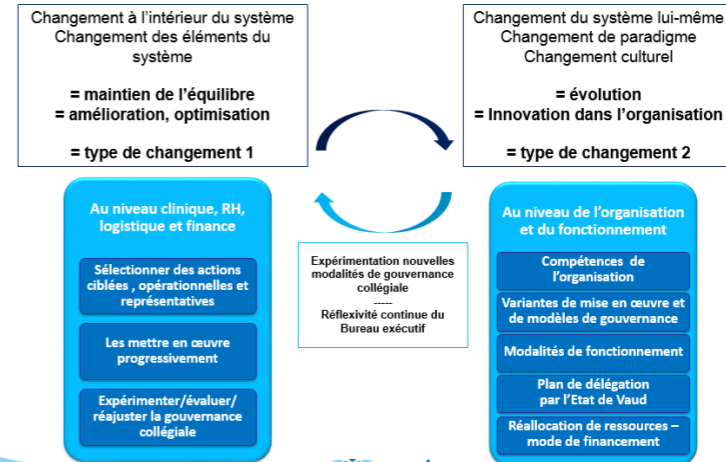 Changement à l'intérieur du système
Changement des éléments du
système
= maintien de l'équilibre
= amélioration, optimisation
= type de changement 1
Changement du système lui-même
Changement de paradigme
Changement culturel
= évolution
= Innovation dans l'organisation
= type de changement 2
Au niveau clinique, RH,
logistique et finance
Sélectionner des actions
ciblées , opérationnelles et
représentatives
Les mettre en œuvre
progressivement
Expérimenter/évaluer/
réajuster la gouvernance
collégiale
Expérimentation nouvelles
modalités de gouvernance
collégiale
-----
Réflexivité continue du
Bureau exécutif
Au niveau de l'organisation
et du fonctionnement
Compétences de
l'organisation
Variantes de mise en œuvre et
de modèles de gouvernance
Modalités de fonctionnement
Plan de délégation
par l'Etat de Vaud
Réallocation de ressources –
mode de financement